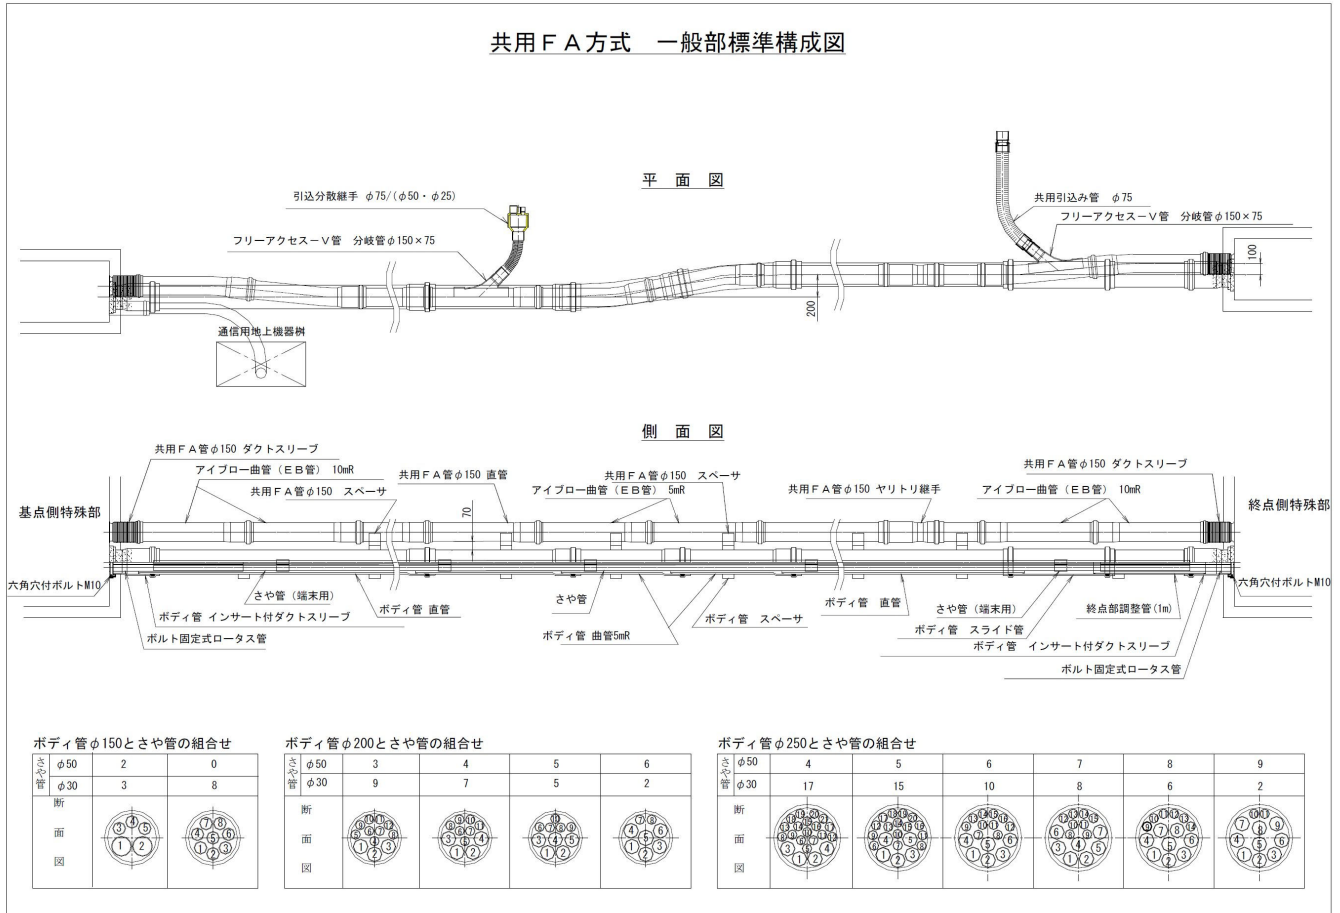 共用ＦＡ方式　一般部標準構成図
平　面　図
引込分散継手 φ75/(φ50・φ25)
フリーアクセス－Ｖ管　分岐管φ150×75
共用引込み管　φ75
フリーアクセス－Ｖ管　分岐管φ150×75
100
200
通信用地上機器桝
側　面　図
共用ＦＡ管φ150 ダクトスリーブ
アイブロー曲管（ＥＢ管） 10mR
共用ＦＡ管φ150 スペーサ
共用ＦＡ管φ150 直管
共用ＦＡ管φ150　スペーサ
アイブロー曲管（ＥＢ管） 5mR
共用ＦＡ管φ150 ヤリトリ継手
共用ＦＡ管φ150 ダクトスリーブ
アイブロー曲管（ＥＢ管） 10mR
基点側特殊部
終点側特殊部
70
六角穴付ボルトM10
六角穴付ボルトM10
さや管（端末用）
ボディ管 インサート付ダクトスリーブ
ボルト固定式ロータス管
ボディ管 直管
さや管
ボディ管 曲管5mR
ボディ管　スペーサ
ボディ管　直管
さや管（端末用）
ボディ管　スライド管
終点部調整管(1m)
ボディ管　インサート付ダクトスリーブ
ボルト固定式ロータス管
ボディ管φ150とさや管の組合せ
さや管 φ50 2 0
φ30 3 8
断面図
① ② ③ ④ ⑤
① ② ③ ④ ⑤ ⑥ ⑦ ⑧
ボディ管φ200とさや管の組合せ
さや管 φ50 3 4 5 6
φ30 9 7 5 2
断面図
ボディ管φ250とさや管の組合せ
さや管 φ50 4 5 6 7 8 9
φ30 17 15 10 8 6 2
断面図